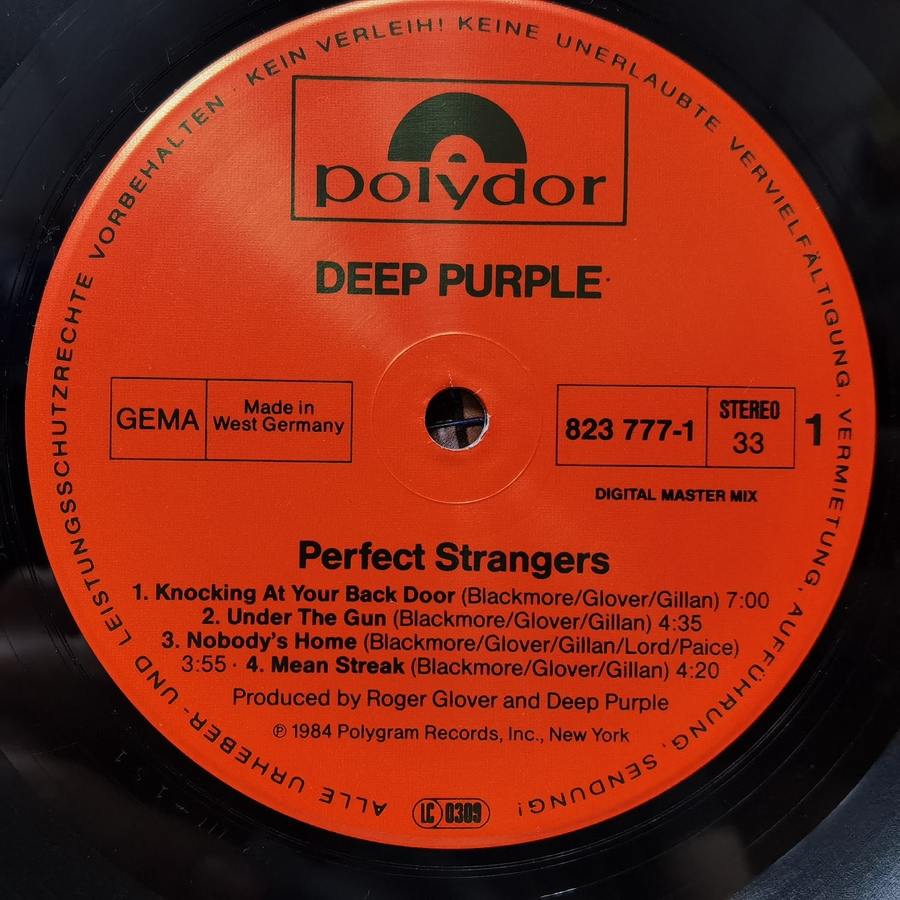 ALLE URHEBER- UND LEISTUNGSSCHUTZRECHTE VORBEHALTEN · KEIN VERLEIH! KEINE UNERLAUBTE VERVIELFÄLTIGUNG, VERMIETUNG, AUFFÜHRUNG, SENDUNG!
polydor
DEEP PURPLE
GEMA
Made in
West Germany
823 777-1
STEREO
33
1
DIGITAL MASTER MIX
Perfect Strangers
1. Knocking At Your Back Door (Blackmore/Glover/Gillan) 7:00
2. Under The Gun (Blackmore/Glover/Gillan) 4:35
3. Nobody's Home (Blackmore/Glover/Gillan/Lord/Paice)
3:55 · 4. Mean Streak (Blackmore/Glover/Gillan) 4:20
Produced by Roger Glover and Deep Purple
℗ 1984 Polygram Records, Inc., New York
LC 0309